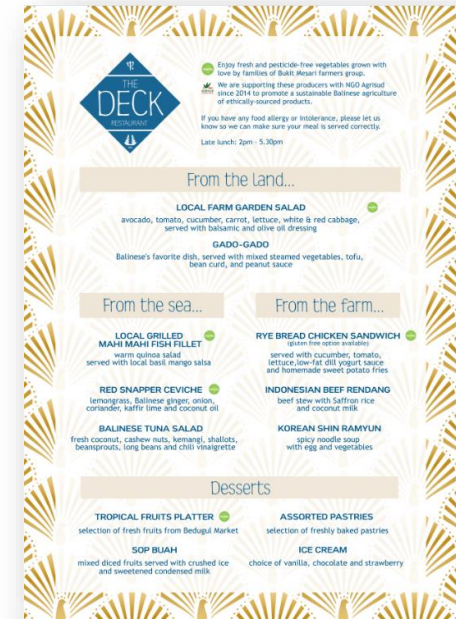 THE
DECK
RESTAURANT
Enjoy fresh and pesticide-free vegetables grown with
love by families of Bukit Mesari farmers group.
We are supporting these producers with NGO Agrisud
since 2014 to promote a sustainable Balinese agriculture
of ethically-sourced products.
If you have any food allergy or intolerance, please let us
know so we can make sure your meal is served correctly.
Late lunch: 2pm - 5.30pm
From the land...
LOCAL FARM GARDEN SALAD
avocado, tomato, cucumber, carrot, lettuce, white & red cabbage,
served with balsamic and olive oil dressing
GADO-GADO
Balinese's favorite dish, served with mixed steamed vegetables, tofu,
bean curd, and peanut sauce
From the sea...
LOCAL GRILLED
MAHI MAHI FISH FILLET
warm quinoa salad
served with local basil mango salsa
RED SNAPPER CEVICHE
lemongrass, Balinese ginger, onion,
coriander, kaffir lime and coconut oil
BALINESE TUNA SALAD
fresh coconut, cashew nuts, kemangi, shallots,
beansprouts, long beans and chili vinaigrette
From the farm...
RYE BREAD CHICKEN SANDWICH
(gluten free option available)
served with cucumber, tomato,
lettuce,low-fat dill yogurt sauce
and homemade sweet potato fries
INDONESIAN BEEF RENDANG
beef stew with Saffron rice
and coconut milk
KOREAN SHIN RAMYUN
spicy noodle soup
with egg and vegetables
Desserts
TROPICAL FRUITS PLATTER
selection of fresh fruits from Bedugul Market
SOP BUAH
mixed diced fruits served with crushed ice
and sweetened condensed milk
ASSORTED PASTRIES
selection of freshly baked pastries
ICE CREAM
choice of vanilla, chocolate and strawberry